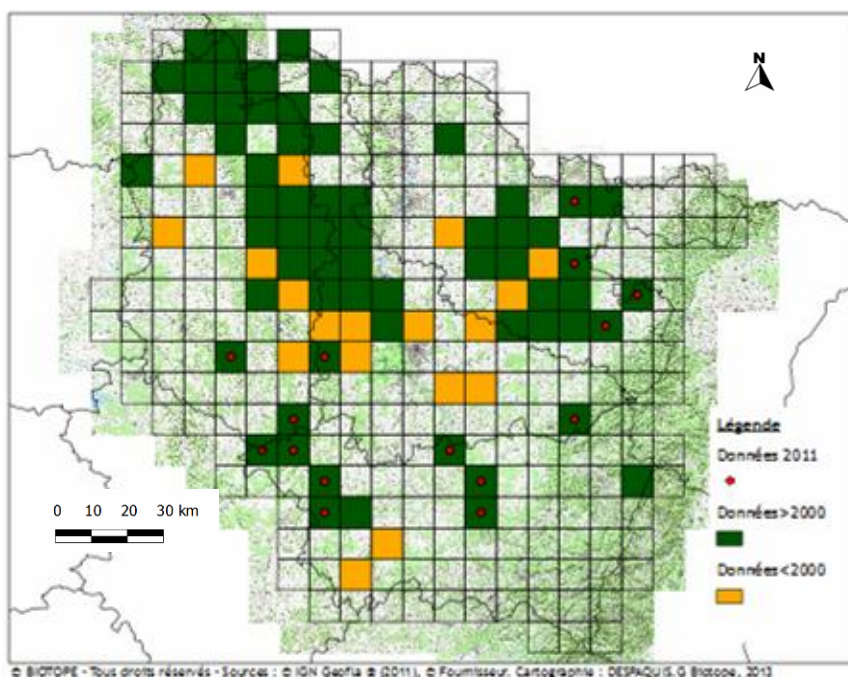 N
Légende
Données 2011
Données>2000
Données<2000
0 10 20 30 km
© BIOTOPE - Tous droits réservés - Sources : © IGN Geofla ® (2011), © Fournisseur, Cartographie : DESPAQUIS,G Biotope, 2013